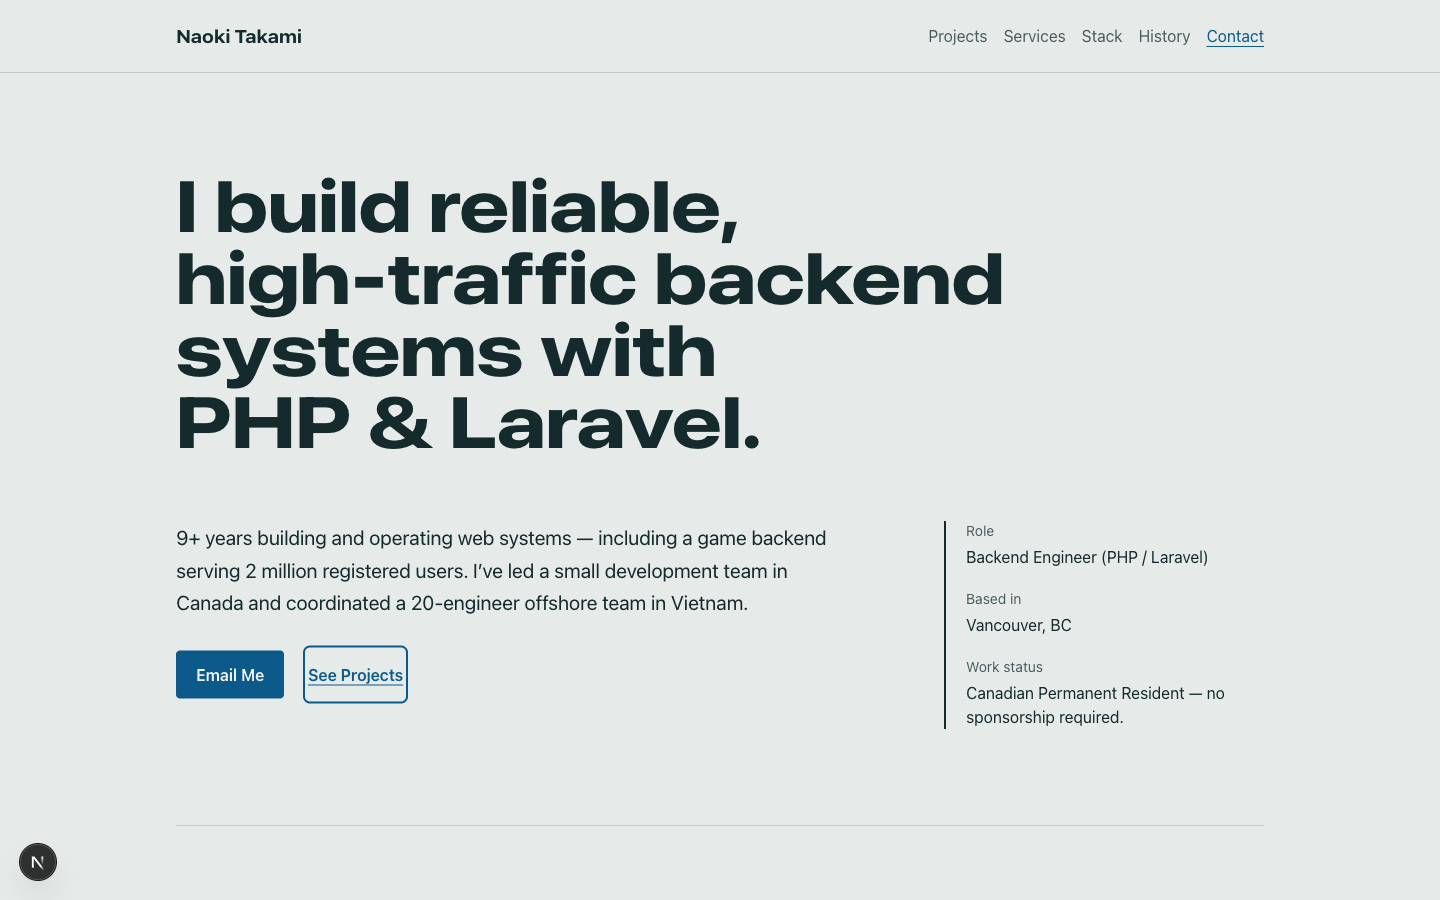 Naoki Takami
Projects Services Stack History Contact
I build reliable,
high-traffic backend
systems with
PHP & Laravel.
9+ years building and operating web systems — including a game backend
serving 2 million registered users. I’ve led a small development team in
Canada and coordinated a 20-engineer offshore team in Vietnam.
Email Me
See Projects
Role
Backend Engineer (PHP / Laravel)
Based in
Vancouver, BC
Work status
Canadian Permanent Resident — no
sponsorship required.
N